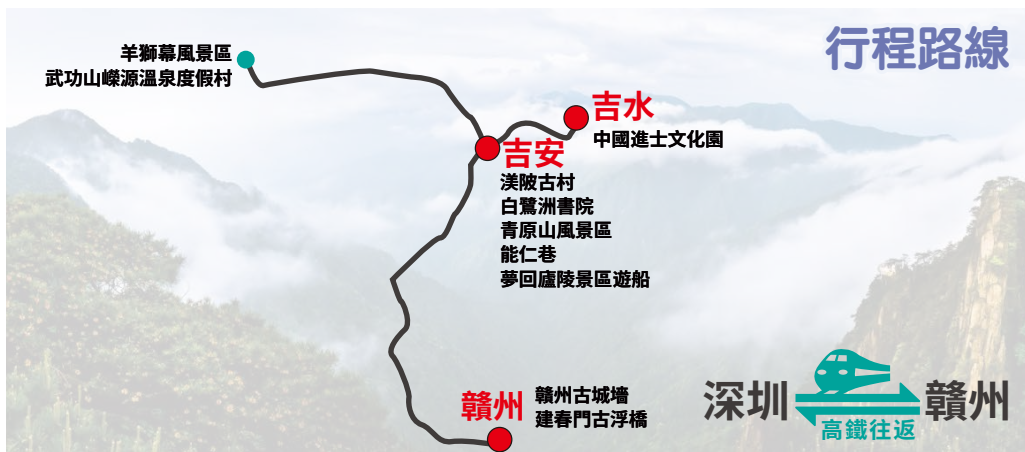 行程路線
羊獅幕風景區
武功山嶸源溫泉度假村
吉水
中國進士文化園
吉安
渼陂古村
白鷺洲書院
青原山風景區
能仁巷
夢回廬陵景區遊船
贛州
贛州古城墻
建春門古浮橋
深圳
贛州
高鐵往返